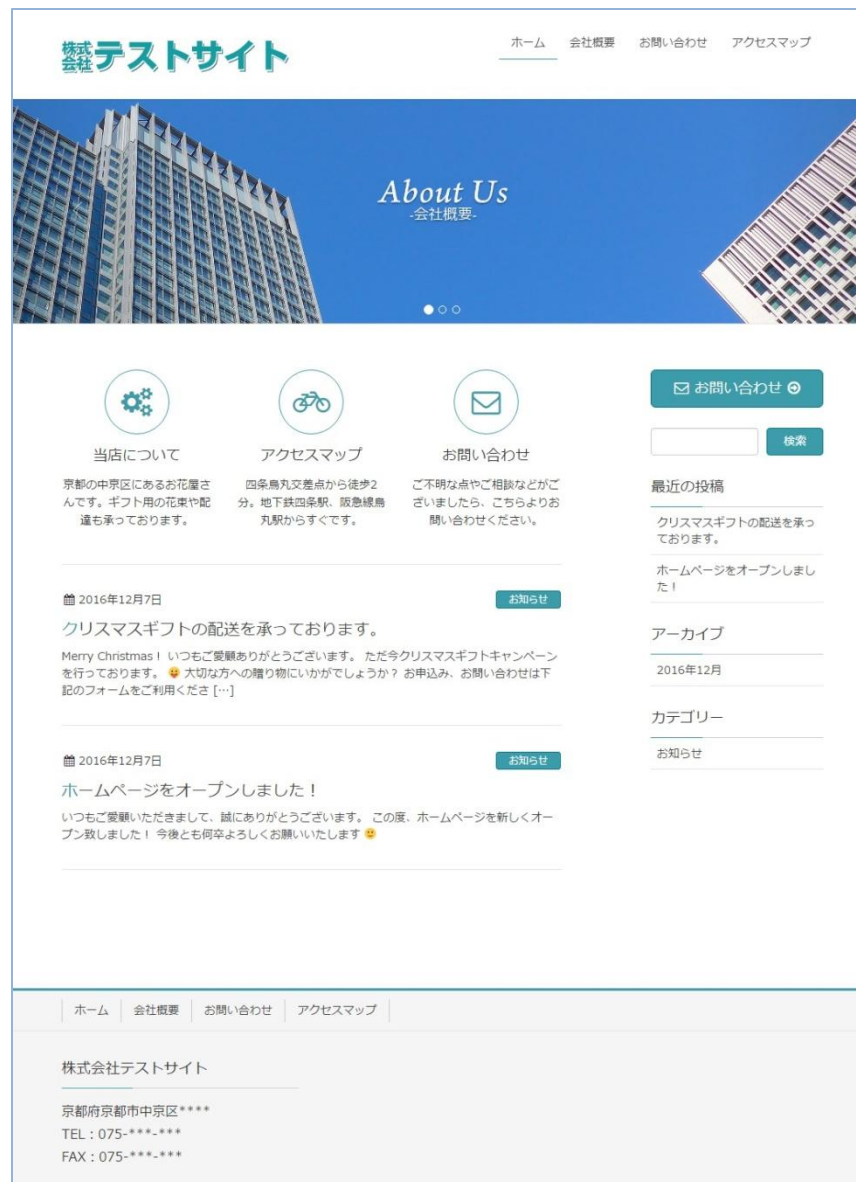 株式会社テストサイト
ホーム 会社概要 お問い合わせ アクセスマップ
About Us
-会社概要-
当店について
京都の中京区にあるお花屋さ
んです。ギフト用の花束や配
達も承っております。
アクセスマップ
四条烏丸交差点から徒歩2
分。地下鉄四条駅、阪急線烏
丸駅からすぐです。
お問い合わせ
ご不明な点やご相談などがご
ざいましたら、こちらよりお
問い合わせください。
2016年12月7日 お知らせ
クリスマスギフトの配送を承っております。
Merry Christmas! いつもご愛顧ありがとうございます。 ただ今クリスマスギフトキャンペーン
を行っております。 😛 大切な方への贈り物にいかがでしょうか? お申込み、お問い合わせは下
記のフォームをご利用くださ […]
2016年12月7日 お知らせ
ホームページをオープンしました!
いつもご愛顧いただきまして、誠にありがとうございます。 この度、ホームページを新しくオー
プン致しました! 今後とも何卒よろしくお願いいたします 🙂
お問い合わせ
検索
最近の投稿
クリスマスギフトの配送を承っ
ております。
ホームページをオープンしまし
た!
アーカイブ
2016年12月
カテゴリー
お知らせ
ホーム 会社概要 お問い合わせ アクセスマップ
株式会社テストサイト
京都府京都市中京区****
TEL:075-***-***
FAX:075-***-***